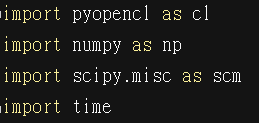 import pyopencl as cl
import numpy as np
import scipy.misc as scm
import time